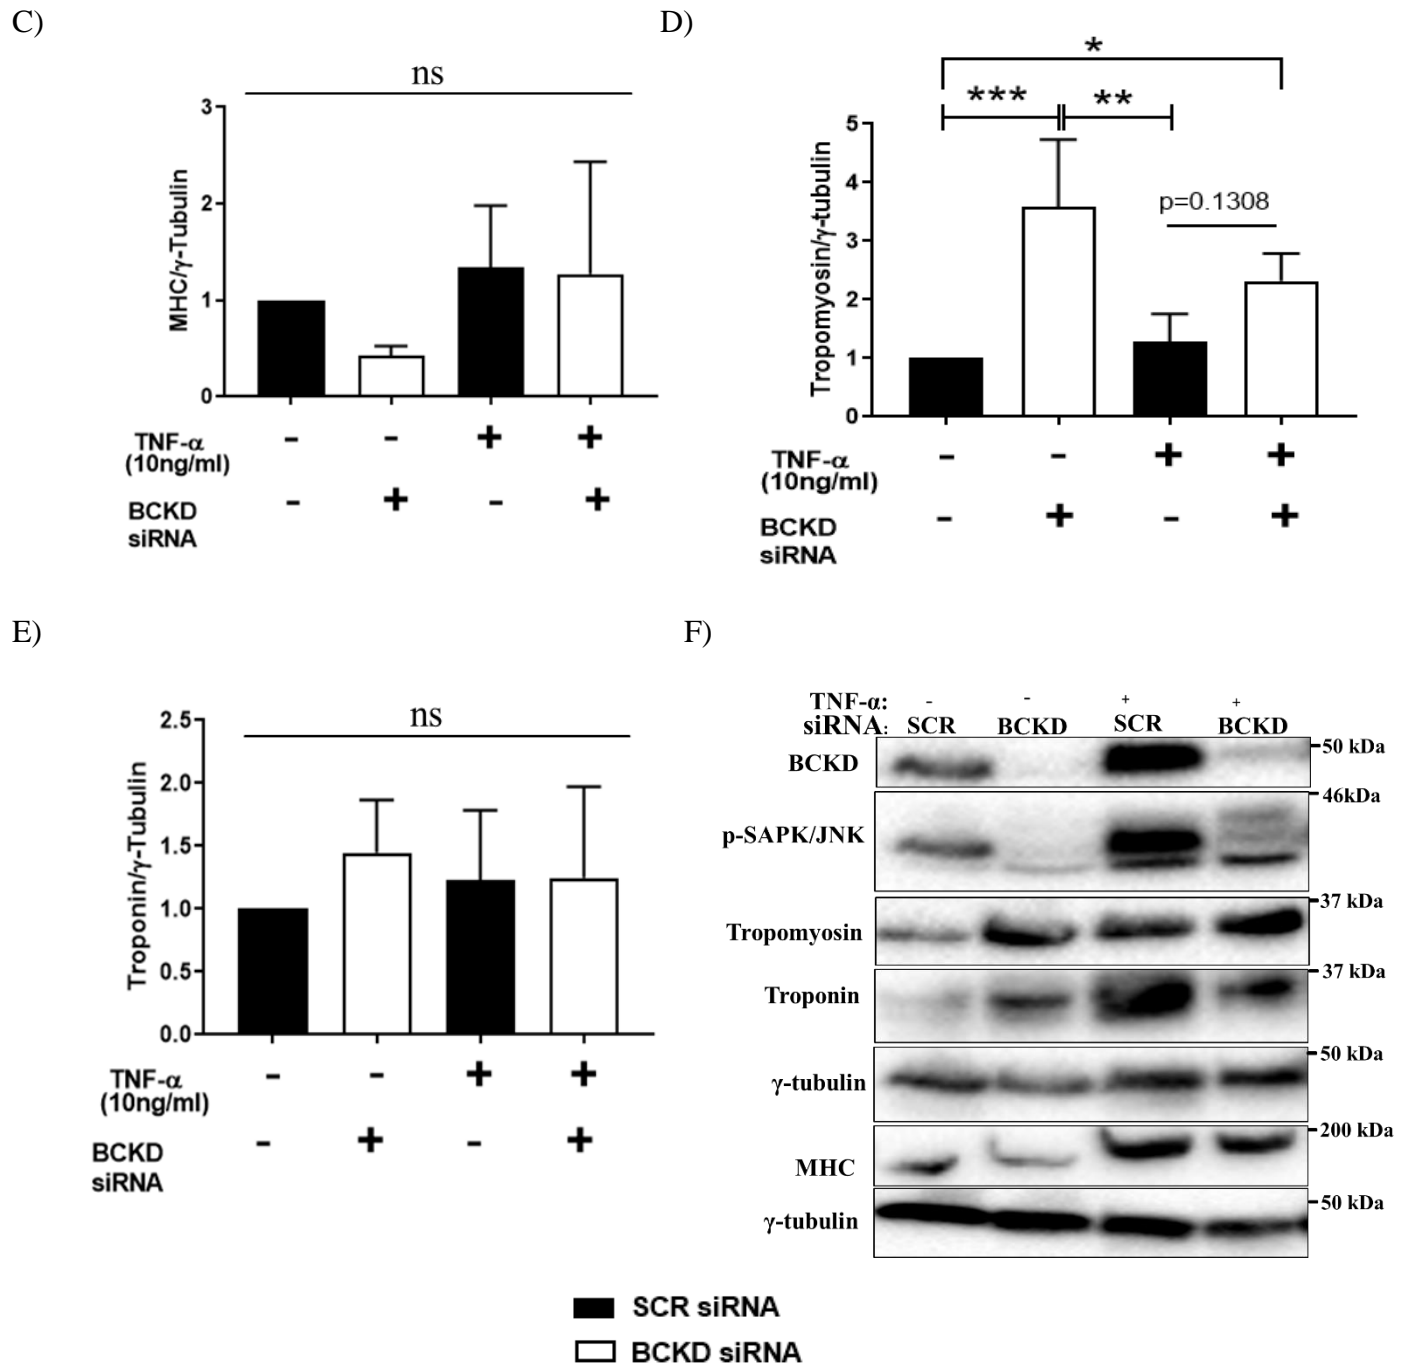 C)
ns
3
2
1
0
MHC/γ-Tubulin
TNF-α - - + +
(10ng/ml)
BCKD - + - +
siRNA
D)
*
*** **
5
4
3
2
1
0
p=0.1308
Tropomyosin/γ-tubulin
TNF-α - - + +
(10ng/ml)
BCKD - + - +
siRNA
E)
ns
2.5
2.0
1.5
1.0
0.5
0.0
Troponin/γ-Tubulin
TNF-α - - + +
(10ng/ml)
BCKD - + - +
siRNA
F)
TNF-α: - - + +
siRNA: SCR BCKD SCR BCKD
BCKD 50 kDa
46kDa
p-SAPK/JNK
37 kDa
Tropomyosin
37 kDa
Troponin
50 kDa
γ-tubulin
200 kDa
MHC
50 kDa
γ-tubulin
SCR siRNA
BCKD siRNA